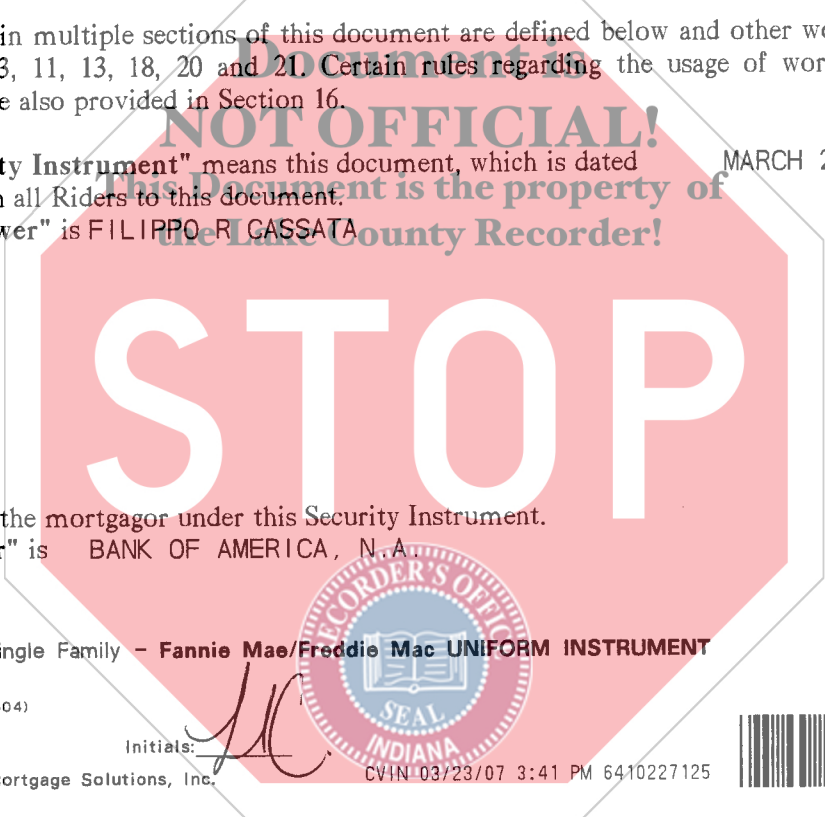 in multiple sections of this document are defined below and other
Document is
3, 11, 13, 18, 20 and 21. Certain rules regarding the usage of
also provided in Section 16.
NOT OFFICIAL!
ty Instrument" means this document, which is dated MARCH 2
This Document is the property of
all Riders to this document.
wer" is FILIPPO R CASSATA
the Lake County Recorder!
STOP
the mortgagor under this Security Instrument.
r" is BANK OF AMERICA, N.A.
RECORDER'S OFFICE
ingle Family – Fannie Mae/Freddie Mac UNIFORM INSTRUMENT
SEAL
04)
INDIANA
Initials:
ortgage Solutions, Inc.
CVIN 03/23/07 3:41 PM 6410227125